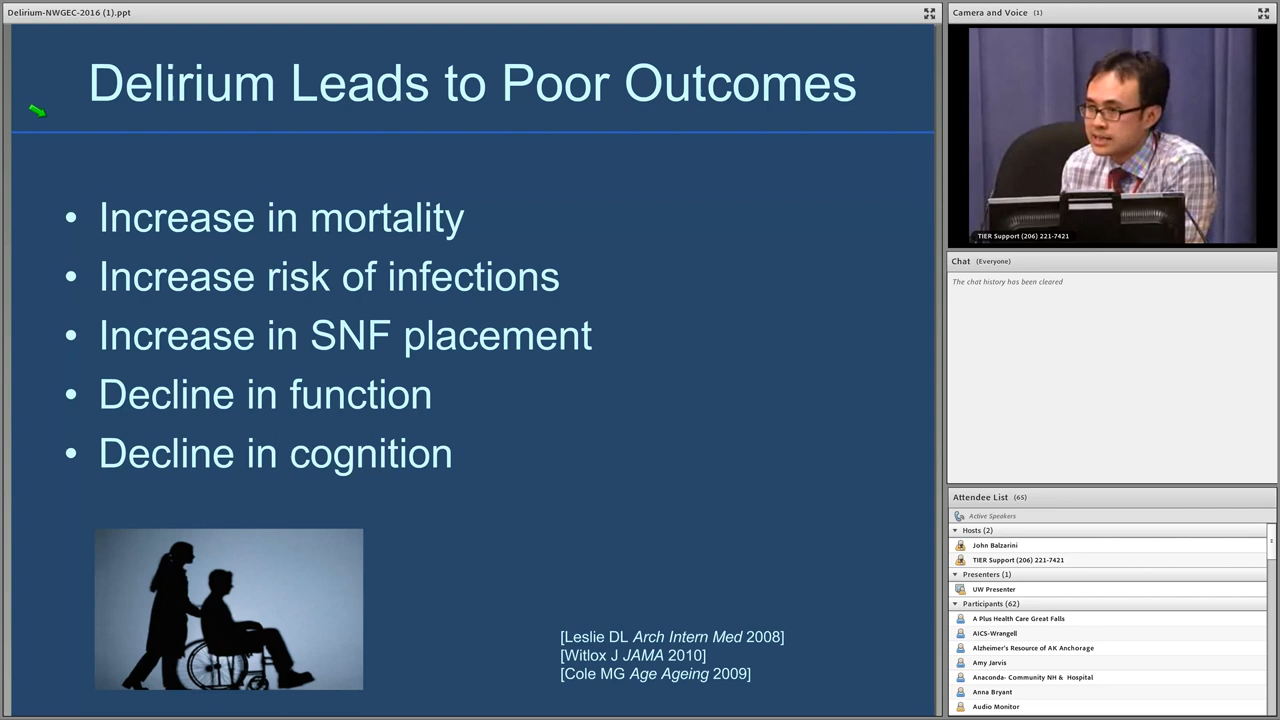 Delirium-NWGEC-2016 (1).ppt
Delirium Leads to Poor Outcomes
• Increase in mortality
• Increase risk of infections
• Increase in SNF placement
• Decline in function
• Decline in cognition
[Leslie DL Arch Intern Med 2008]
[Witlox J JAMA 2010]
[Cole MG Age Ageing 2009]
Camera and Voice (1)
TIER Support (206) 221-7421
Chat (Everyone)
The chat history has been cleared
Attendee List (65)
Active Speakers
Hosts (2)
John Balzarini
TIER Support (206) 221-7421
Presenters (1)
UW Presenter
Participants (62)
A Plus Health Care Great Falls
AICS-Wrangell
Alzheimer's Resource of AK Anchorage
Amy Jarvis
Anaconda- Community NH & Hospital
Anna Bryant
Audio Monitor